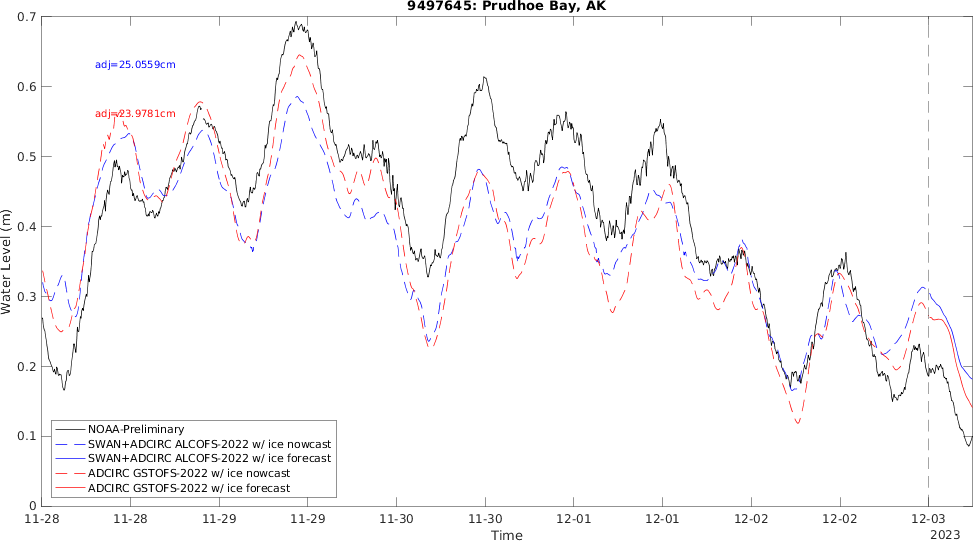 9497645: Prudhoe Bay, AK
0.7
0.6
0.5
0.4
0.3
0.2
0.1
0
Water Level (m)
adj=25.0559cm
adj=23.9781cm
NOAA-Preliminary
SWAN+ADCIRC ALCOFS-2022 w/ ice nowcast
SWAN+ADCIRC ALCOFS-2022 w/ ice forecast
ADCIRC GSTOFS-2022 w/ ice nowcast
ADCIRC GSTOFS-2022 w/ ice forecast
11-28 11-28 11-29 11-29 11-30 11-30 12-01 12-01 12-02 12-02 12-03
Time
2023